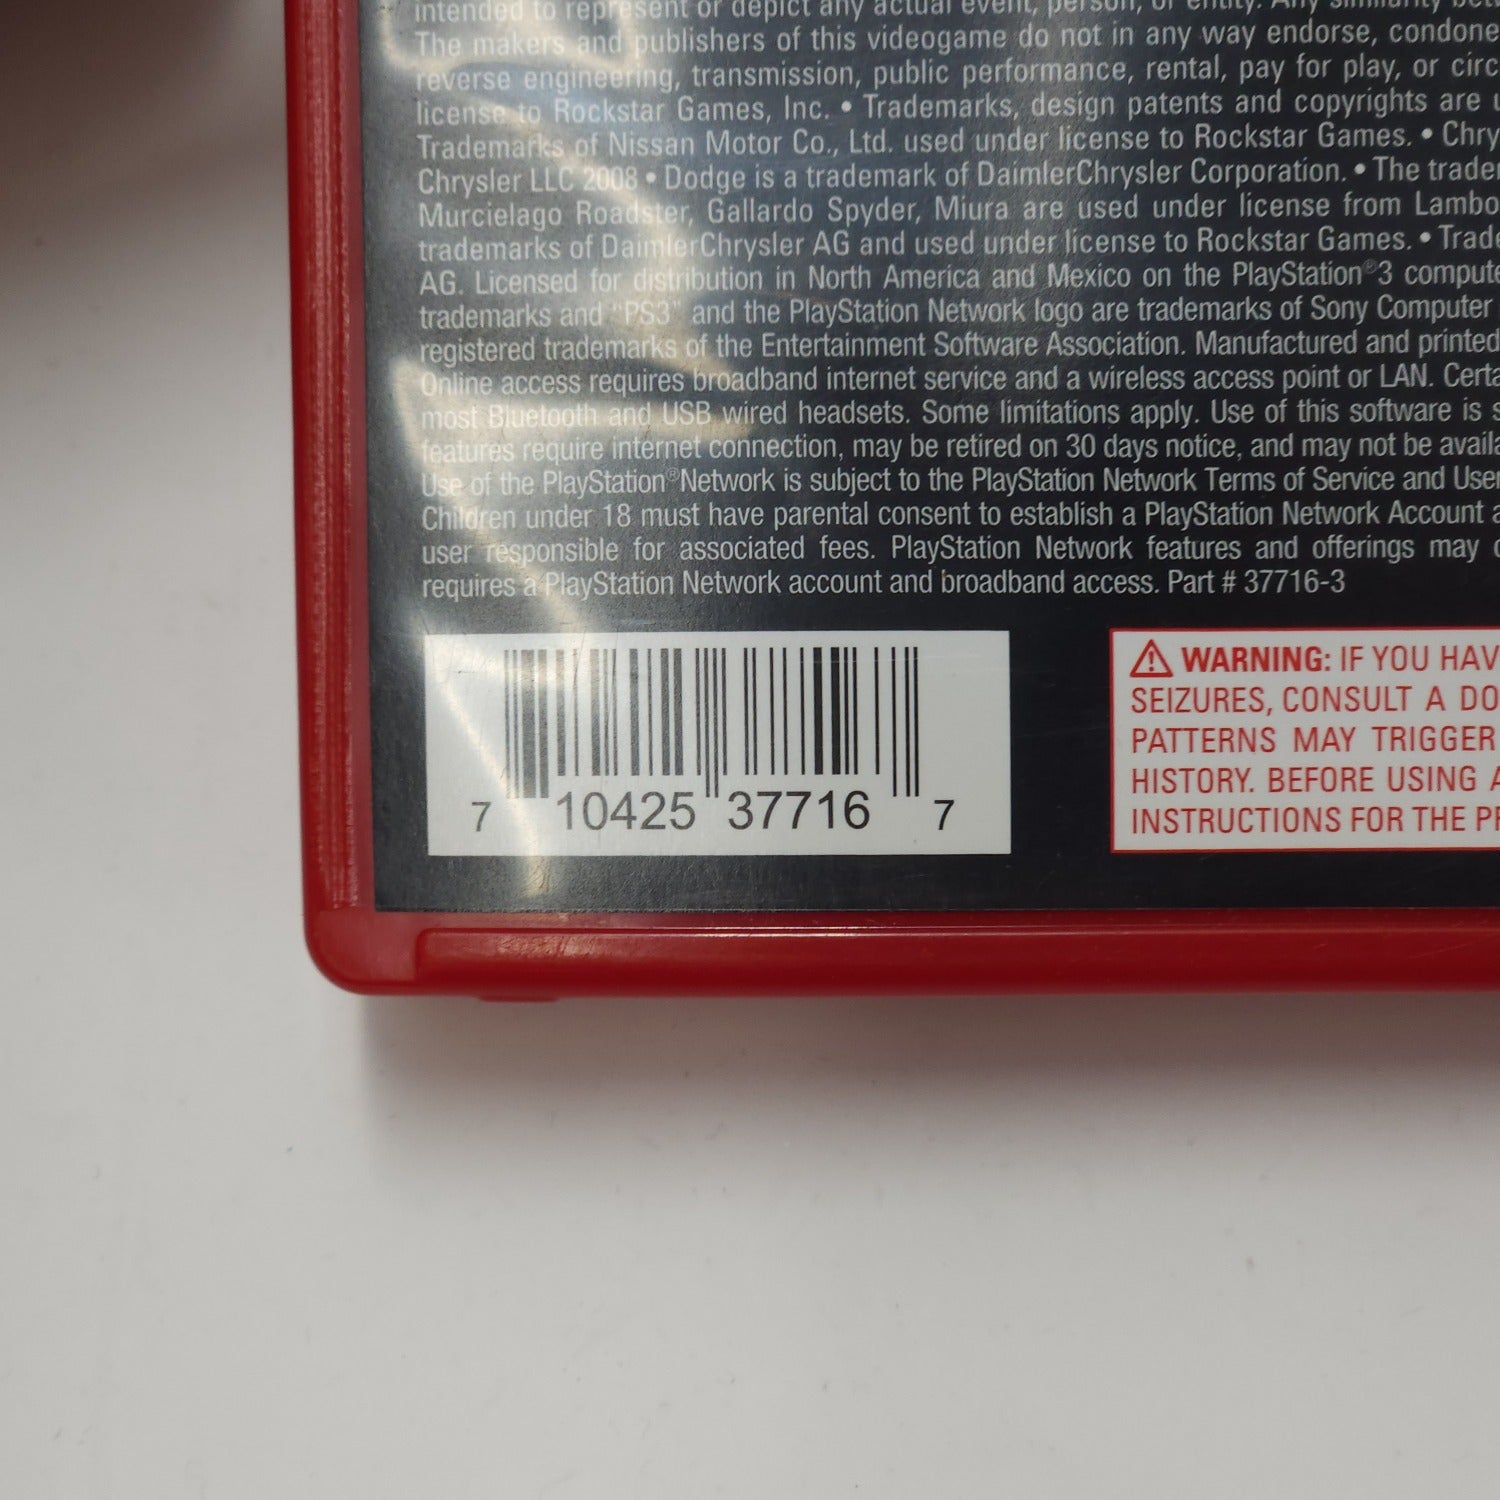 intended to represent or depict any actual event, person, or entity. Any similarity
The makers and publishers of this videogame do not in any way endorse, condone
reverse engineering, transmission, public performance, rental, pay for play, or
license to Rockstar Games, Inc. • Trademarks, design patents and copyrights are
Trademarks of Nissan Motor Co., Ltd. used under license to Rockstar Games. •
Chrysler LLC 2008 • Dodge is a trademark of DaimlerChrysler Corporation. • The
Murcielago Roadster, Gallardo Spyder, Miura are used under license from
trademarks of DaimlerChrysler AG and used under license to Rockstar Games. •
AG. Licensed for distribution in North America and Mexico on the PlayStation®3
trademarks and "PS3" and the PlayStation Network logo are trademarks of Sony Computer
registered trademarks of the Entertainment Software Association. Manufactured and printed
Online access requires broadband internet service and a wireless access point or LAN.
most Bluetooth and USB wired headsets. Some limitations apply. Use of this software is
features require internet connection, may be retired on 30 days notice, and may not be
Use of the PlayStation®Network is subject to the PlayStation Network Terms of Service and User
Children under 18 must have parental consent to establish a PlayStation Network Account
user responsible for associated fees. PlayStation Network features and offerings may
requires a PlayStation Network account and broadband access. Part # 37716-3
7 10425 37716 7
⚠ WARNING: IF YOU HAV
SEIZURES, CONSULT A DO
PATTERNS MAY TRIGGER
HISTORY. BEFORE USING
INSTRUCTIONS FOR THE